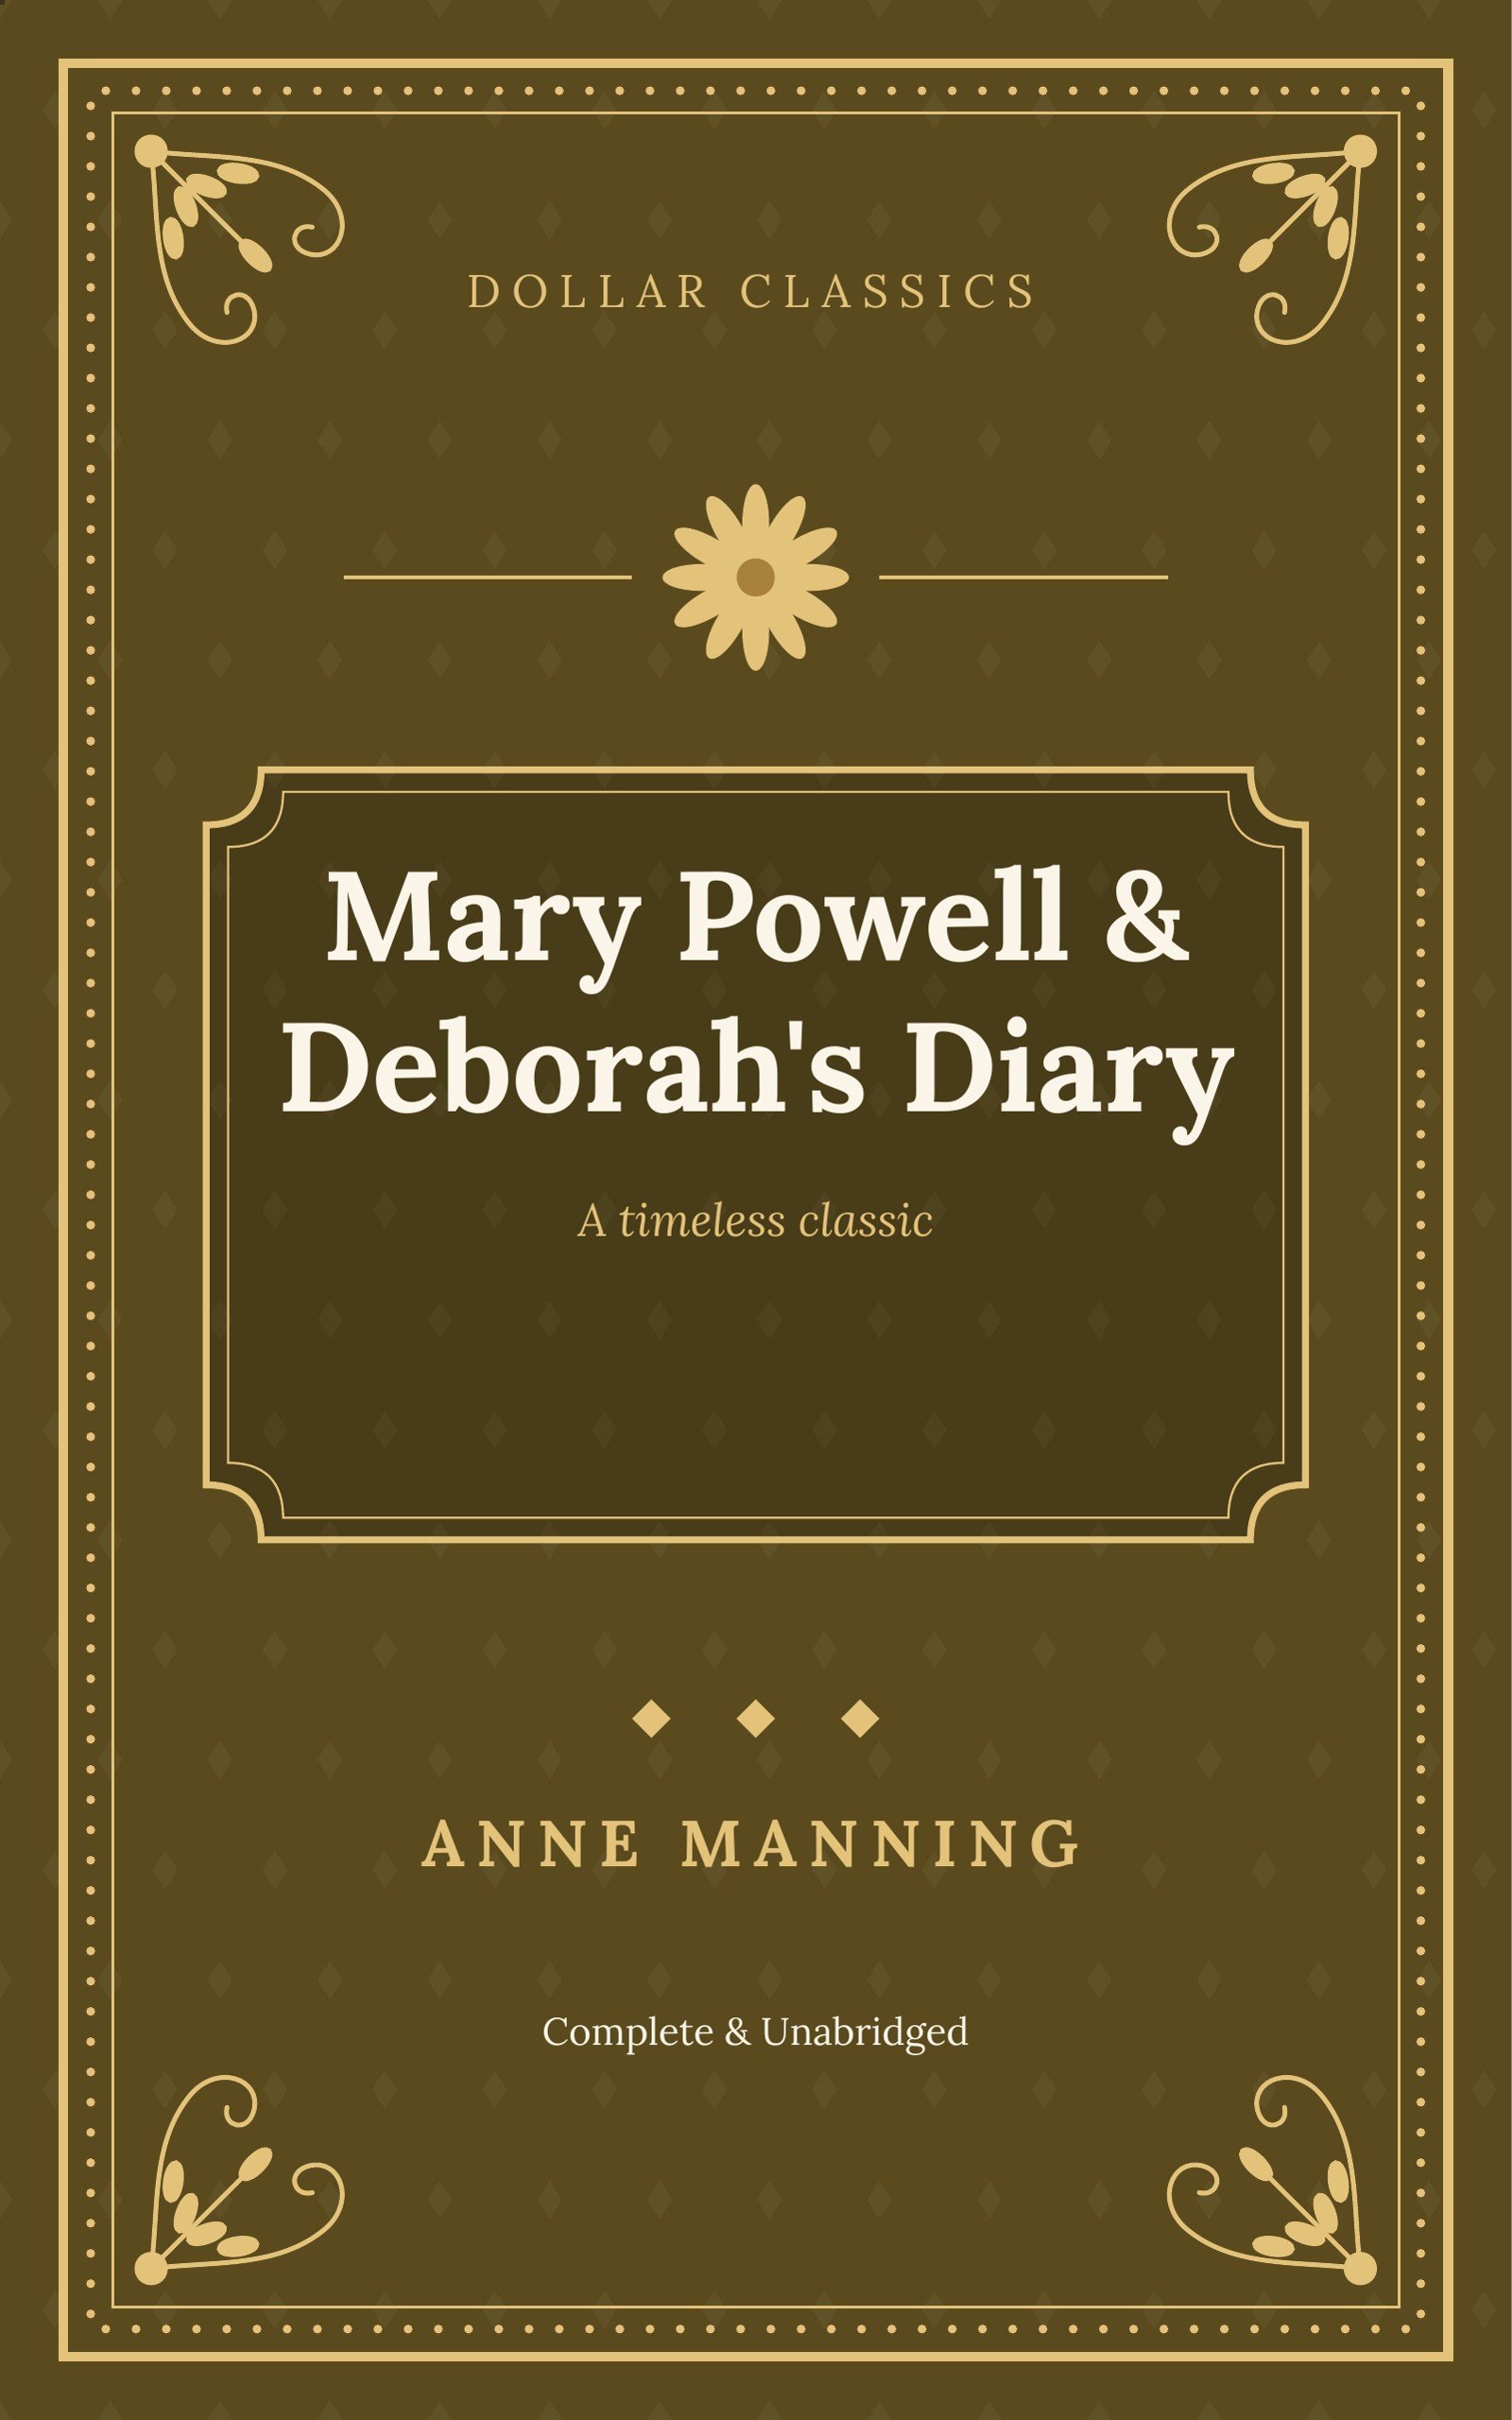 DOLLAR CLASSICS
Mary Powell &
Deborah's Diary
A timeless classic
ANNE MANNING
Complete & Unabridged